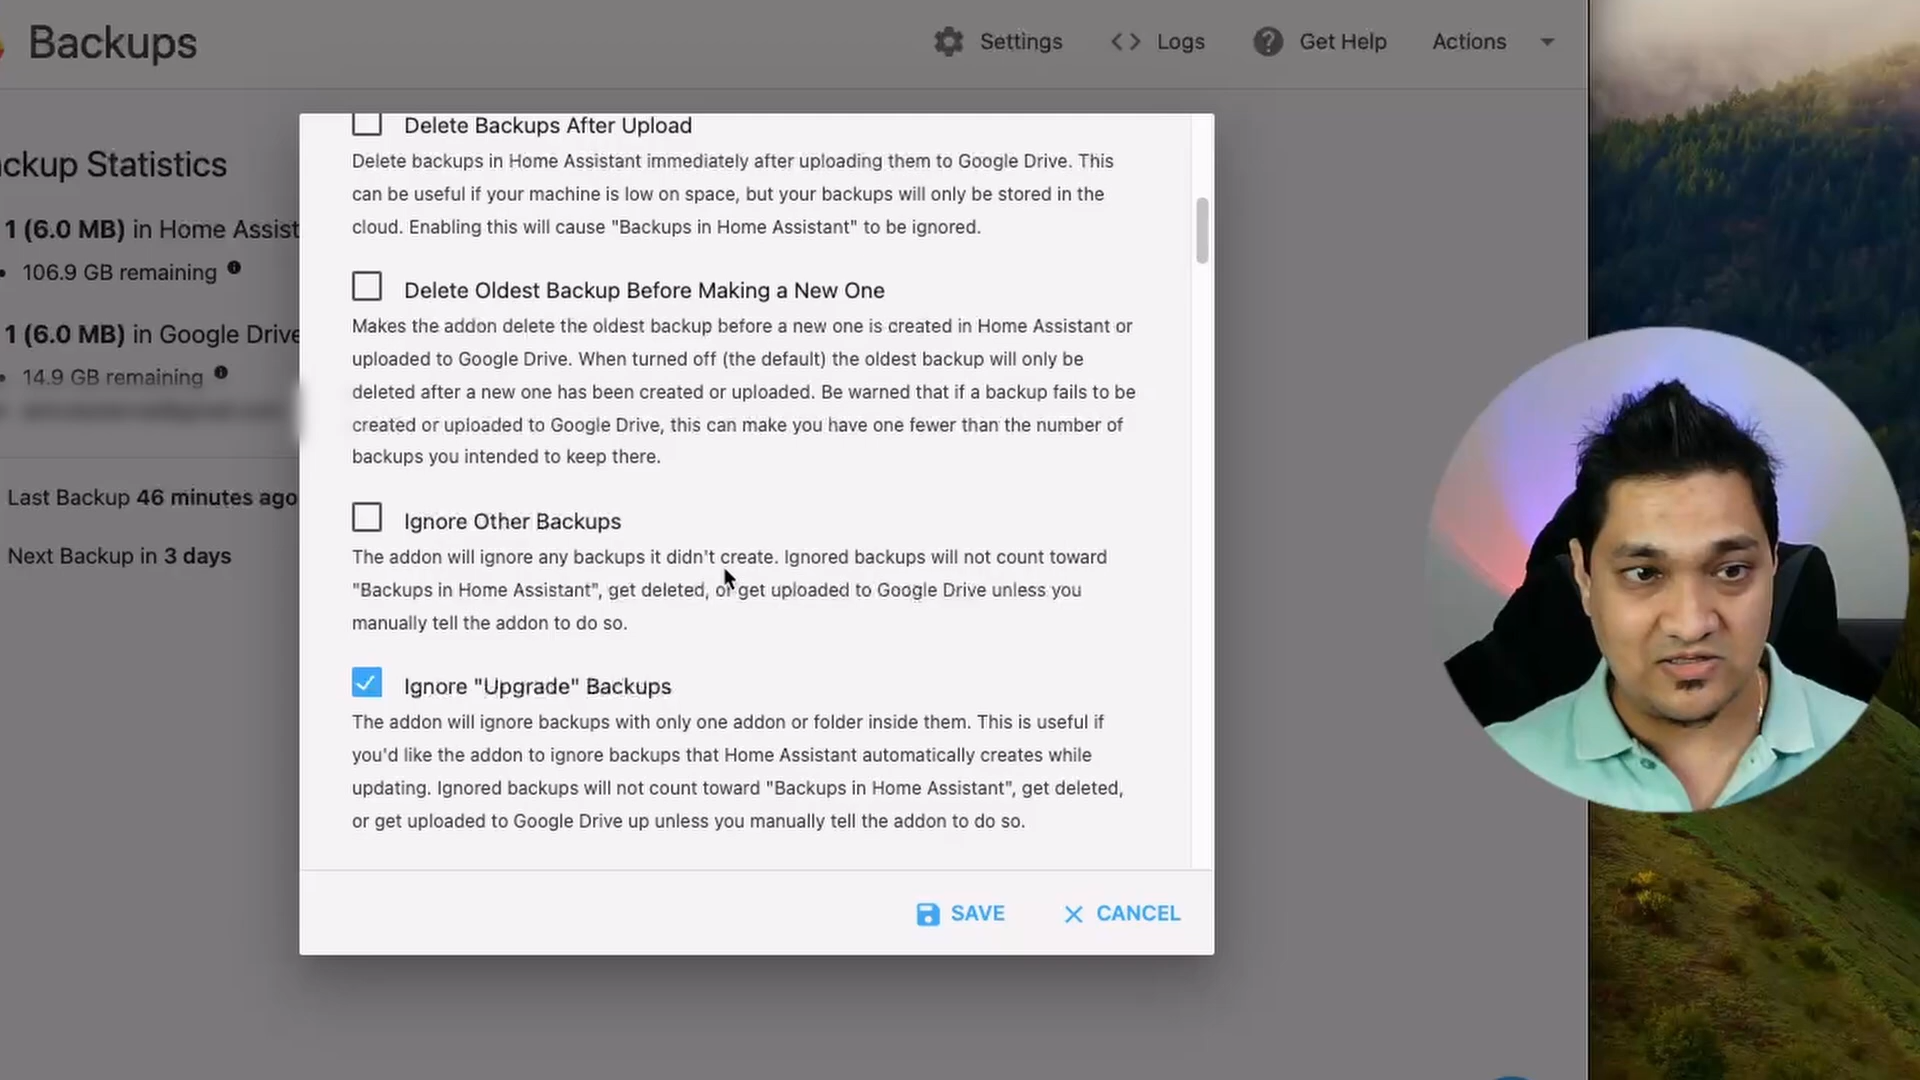 Backups
Settings
Logs
Get Help
Actions
ckup Statistics
1 (6.0 MB) in Home Assist
106.9 GB remaining
1 (6.0 MB) in Google Drive
14.9 GB remaining
Last Backup 46 minutes ago
Next Backup in 3 days
Delete Backups After Upload
Delete backups in Home Assistant immediately after uploading them to Google Drive. This
can be useful if your machine is low on space, but your backups will only be stored in the
cloud. Enabling this will cause "Backups in Home Assistant" to be ignored.
Delete Oldest Backup Before Making a New One
Makes the addon delete the oldest backup before a new one is created in Home Assistant or
uploaded to Google Drive. When turned off (the default) the oldest backup will only be
deleted after a new one has been created or uploaded. Be warned that if a backup fails to be
created or uploaded to Google Drive, this can make you have one fewer than the number of
backups you intended to keep there.
Ignore Other Backups
The addon will ignore any backups it didn't create. Ignored backups will not count toward
"Backups in Home Assistant", get deleted, or get uploaded to Google Drive unless you
manually tell the addon to do so.
Ignore "Upgrade" Backups
The addon will ignore backups with only one addon or folder inside them. This is useful if
you'd like the addon to ignore backups that Home Assistant automatically creates while
updating. Ignored backups will not count toward "Backups in Home Assistant", get deleted,
or get uploaded to Google Drive up unless you manually tell the addon to do so.
SAVE
CANCEL